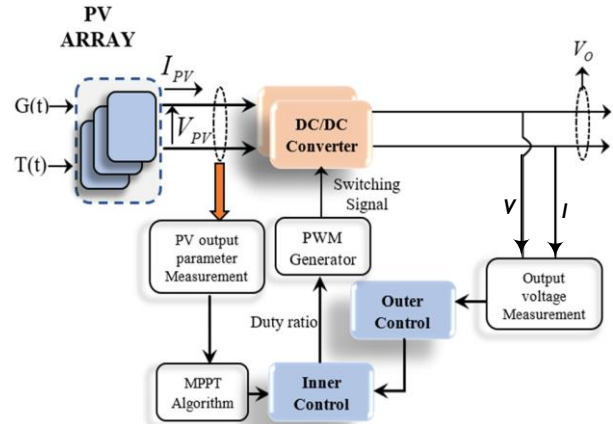 PV
ARRAY
I_PV
V_O
G(t)
V_PV
DC/DC
Converter
T(t)
Switching
Signal
V
I
PV output
parameter
Measurement
PWM
Generator
Output
voltage
Measurement
Outer
Control
Duty ratio
MPPT
Algorithm
Inner
Control